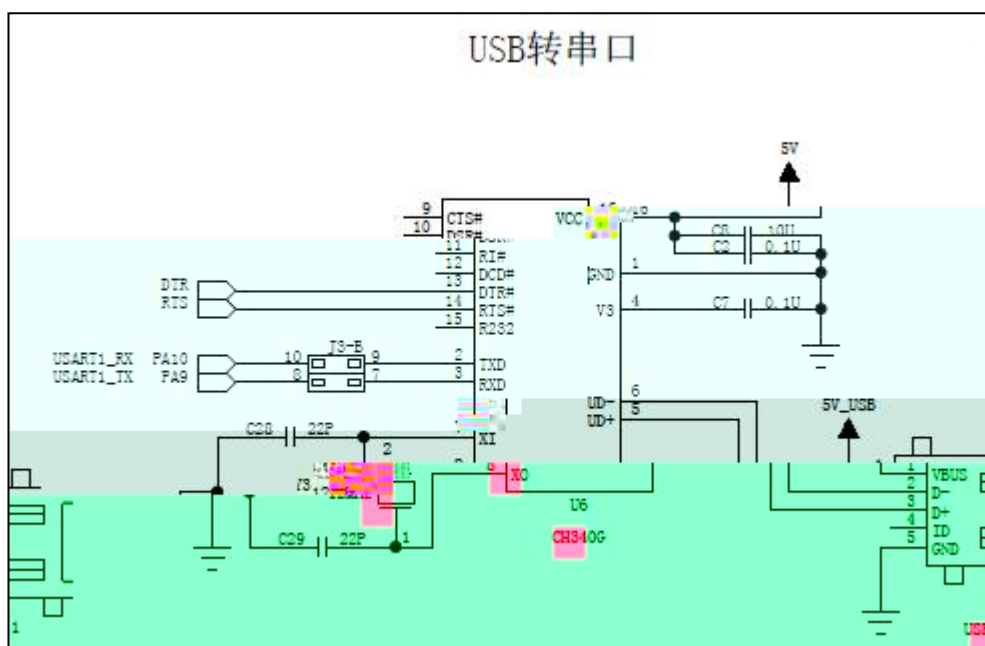 USB转串口
5V
9 CTS# VCC
10
C8 10U
11 C2 0.1U
12 RI# GND 1
DCD#
DTR 13 DTR#
RTS 14 RTS# V3 4 C7 0.1U
15 R232
J3-B
USART1_RX PA10 10 9 2 TXD
USART1_TX PA9 8 7 3 RXD
UD- 6
UD+ 5 5V_USB
C28 22P XI
2
XO 1 VBUS
2 D-
U6 3 D+
4 ID
C29 22P 1 CH340G 5 GND
1